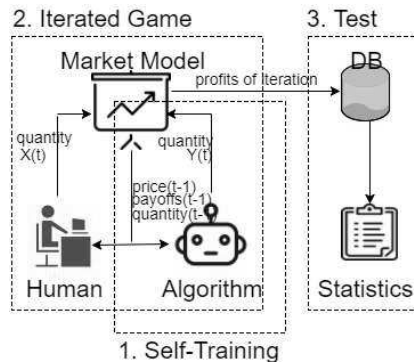 2. Iterated Game
3. Test
Market Model
DB
profits of Iteration
quantity
X(t)
quantity
Y(t)
price(t-1)
payoffs(t-1)
quantity(t-
Human
Algorithm
Statistics
1. Self-Training